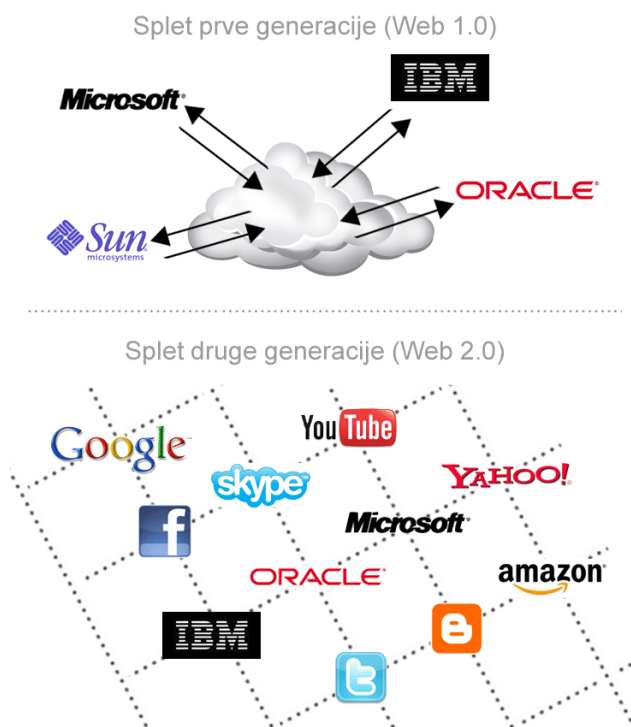 Splet prve generacije (Web 1.0)
IBM
Microsoft
ORACLE
Sun
microsystems
Splet druge generacije (Web 2.0)
YouTube
Google
YAHOO!
skype
f
Microsoft
amazon
ORACLE
IBM
B
t